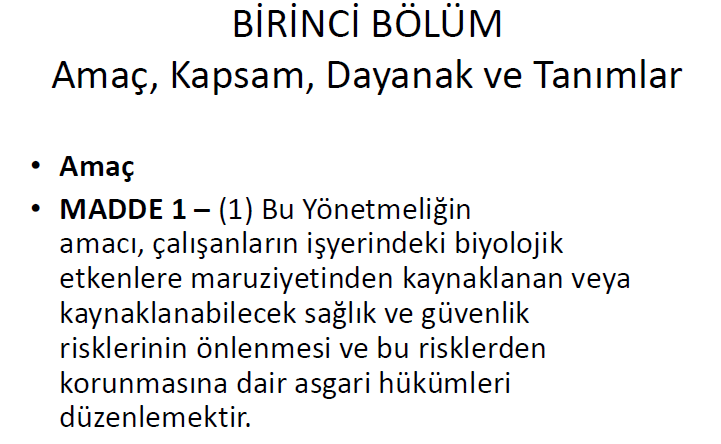 BİRİNCİ BÖLÜM
Amaç, Kapsam, Dayanak ve Tanımlar
• Amaç
• MADDE 1 – (1) Bu Yönetmeliğin
amacı, çalışanların işyerindeki biyolojik
etkenlere maruziyetinden kaynaklanan veya
kaynaklanabilecek sağlık ve güvenlik
risklerinin önlenmesi ve bu risklerden
korunmasına dair asgari hükümleri
düzenlemektir.